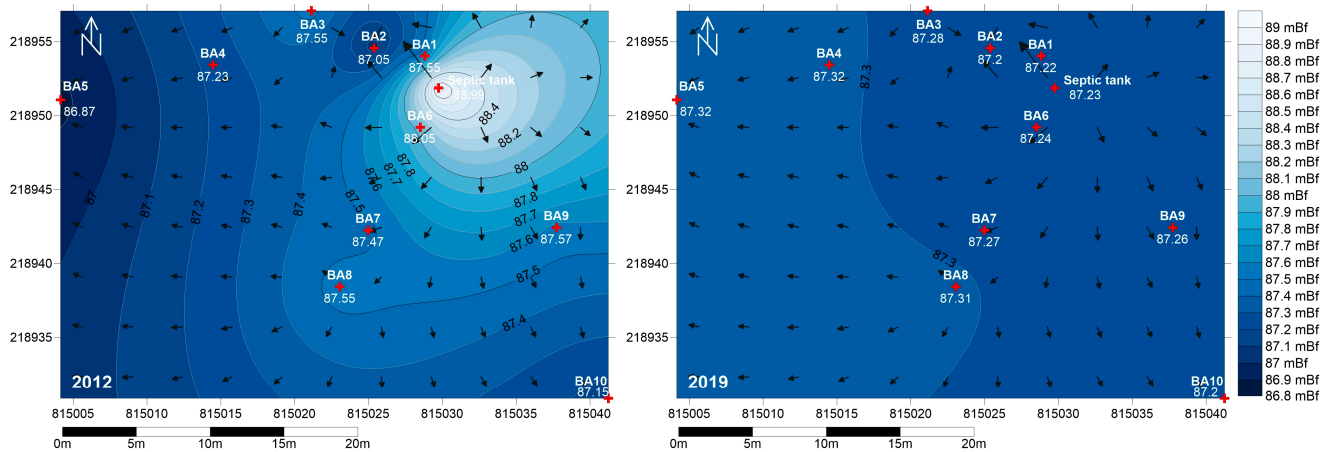 218955
218950
218945
218940
218935
N
BA3
87.55
BA2
87.05
BA1
87.55
BA4
87.23
BA5
86.87
Septic tank
88.99
BA6
88.05
BA7
87.47
BA9
87.57
BA8
87.55
BA10
87.15
87
87.1
87.2
87.3
87.4
87.5
87.6
87.7
87.8
88.4
88.2
88
87.8
87.7
87.6
87.5
87.4
2012
815005 815010 815015 815020 815025 815030 815035 815040
0m 5m 10m 15m 20m
218955
218950
218945
218940
218935
N
BA3
87.28
BA2
87.2
BA1
87.22
BA4
87.32
BA5
87.32
Septic tank
87.23
BA6
87.24
BA7
87.27
BA9
87.26
BA8
87.31
BA10
87.2
87.3
87.3
2019
815005 815010 815015 815020 815025 815030 815035 815040
0m 5m 10m 15m 20m
89 mBf
88.9 mBf
88.8 mBf
88.7 mBf
88.6 mBf
88.5 mBf
88.4 mBf
88.3 mBf
88.2 mBf
88.1 mBf
88 mBf
87.9 mBf
87.8 mBf
87.7 mBf
87.6 mBf
87.5 mBf
87.4 mBf
87.3 mBf
87.2 mBf
87.1 mBf
87 mBf
86.9 mBf
86.8 mBf